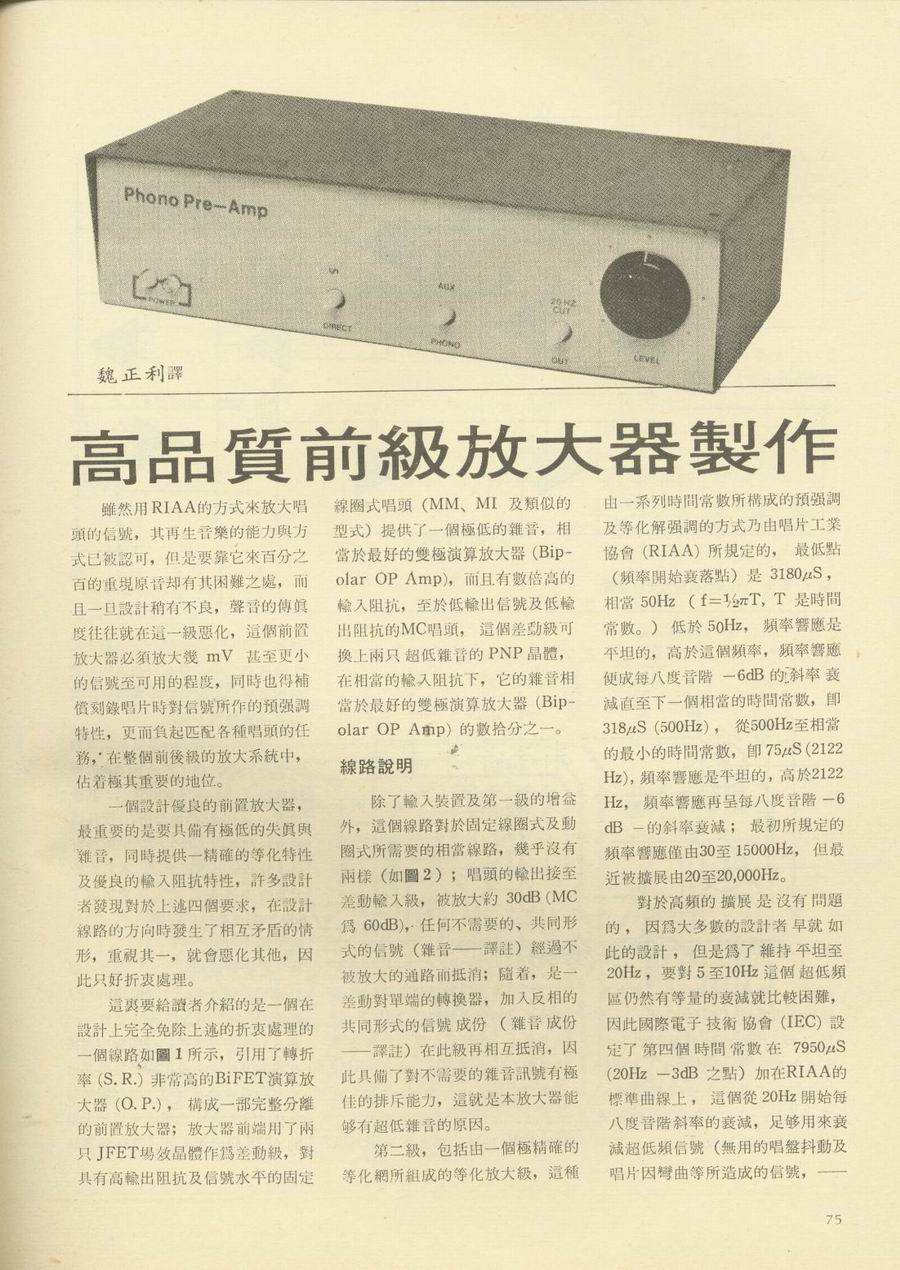 Phono Pre-Amp
POWER
DIRECT
AUX
PHONO
20 HZ
CUT
OUT
LEVEL
魏正利譯
高品質前級放大器製作
雖然用RIAA的方式來放大唱
頭的信號，其再生音樂的能力與方
式已被認可，但是要靠它來百分之
百的重現原音却有其困難之處，而
且一旦設計稍有不良，聲音的傳眞
度往往就在這一級惡化，這個前置
放大器必須放大幾 mV 甚至更小
的信號至可用的程度，同時也得補
償刻錄唱片時對信號所作的預强調
特性，更而負起匹配各種唱頭的任
務，在整個前後級的放大系統中，
佔着極其重要的地位。
一個設計優良的前置放大器，
最重要的是要具備有極低的失眞與
雜音，同時提供一精確的等化特性
及優良的輸入阻抗特性，許多設計
者發現對於上述四個要求，在設計
線路的方向時發生了相互矛盾的情
形，重視其一，就會惡化其他，因
此只好折衷處理。
這裏要給讀者介紹的是一個在
設計上完全免除上述的折衷處理的
一個線路如圖1所示，引用了轉折
率 (S.R.) 非常高的BiFET演算放
大器 (O.P.)，構成一部完整分離
的前置放大器；放大器前端用了兩
只 JFET場效晶體作爲差動級，對
具有高輸出阻抗及信號水平的固定
線圈式唱頭（MM、MI 及類似的
型式）提供了一個極低的雜音，相
當於最好的雙極演算放大器（Bip-
olar OP Amp)，而且有數倍高的
輸入阻抗，至於低輸出信號及低輸
出阻抗的MC唱頭，這個差動級可
換上兩只超低雜音的 PNP 晶體，
在相當的輸入阻抗下，它的雜音相
當於最好的雙極演算放大器（Bip-
olar OP Amp) 的數拾分之一。
線路說明
除了輸入裝置及第一級的增益
外，這個線路對於固定線圈式及動
圈式所需要的相當線路，幾乎沒有
兩樣（如圖2）；唱頭的輸出接至
差動輸入級，被放大約 30dB (MC
爲 60dB)，任何不需要的、共同形
式的信號（雜音——譯註）經過不
被放大的通路而抵消；隨着，是一
差動對單端的轉換器，加入反相的
共同形式的信號成份（雜音成份
——譯註）在此級再相互抵消，因
此具備了對不需要的雜音訊號有極
佳的排斥能力，這就是本放大器能
够有超低雜音的原因。
第二級，包括由一個極精確的
等化網所組成的等化放大級，這種
由一系列時間常數所構成的預强調
及等化解强調的方式乃由唱片工業
協會（RIAA）所規定的，最低點
（頻率開始衰落點）是 3180μS，
相當 50Hz （f=½πT, T 是時間
常數。）低於 50Hz，頻率響應是
平坦的，高於這個頻率，頻率響應
便成每八度音階 －6dB 的斜率衰
減直至下一個相當的時間常數，卽
318μS (500Hz)，從500Hz至相當
的最小的時間常數，卽 75μS (2122
Hz), 頻率響應是平坦的，高於2122
Hz，頻率響應再呈每八度音階 －6
dB －的斜率衰減；最初所規定的
頻率響應僅由30至 15000Hz，但最
近被擴展由20至20,000Hz。
對於高頻的擴展是沒有問題
的，因爲大多數的設計者早就如
此的設計，但是爲了維持平坦至
20Hz，要對 5 至10Hz 這個超低頻
區仍然有等量的衰減就比較困難，
因此國際電子技術協會 (IEC) 設
定了第四個時間常數在 7950μS
(20Hz －3dB 之點) 加在RIAA的
標準曲線上，這個從 20Hz 開始每
八度音階斜率的衰減，足够用來衰
減超低頻信號（無用的唱盤抖動及
唱片因彎曲等所造成的信號，——
75